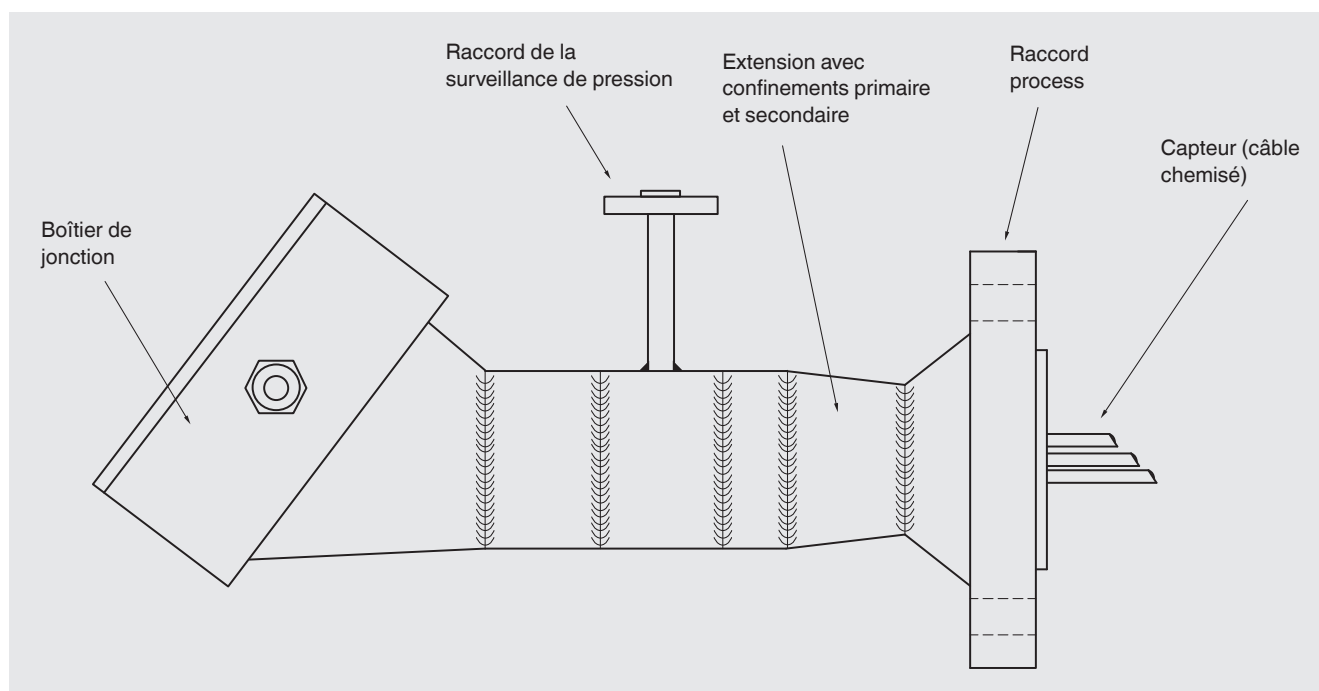 Raccord de la
surveillance de pression
Extension avec
confinements primaire
et secondaire
Raccord
process
Capteur (câble
chemisé)
Boîtier de
jonction